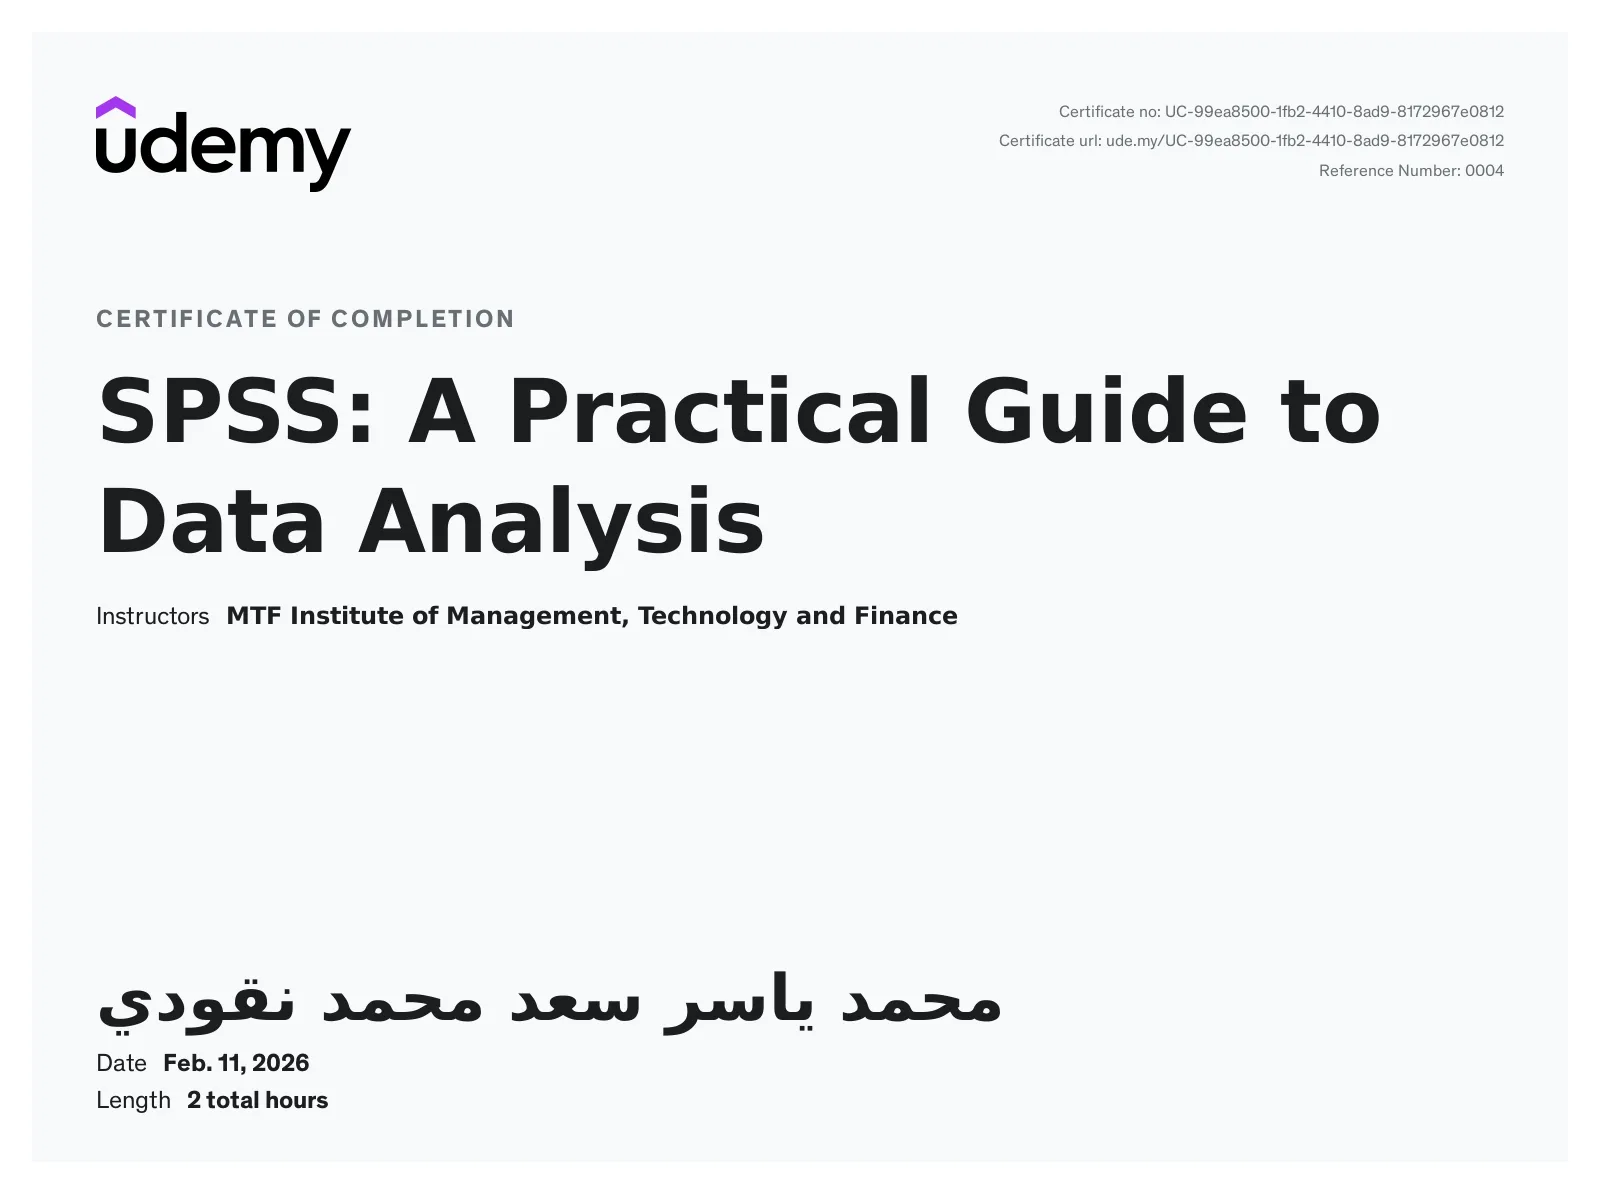 udemy
Certificate no: UC-99ea8500-1fb2-4410-8ad9-8172967e0812
Certificate url: ude.my/UC-99ea8500-1fb2-4410-8ad9-8172967e0812
Reference Number: 0004
CERTIFICATE OF COMPLETION
SPSS: A Practical Guide to
Data Analysis
Instructors MTF Institute of Management, Technology and Finance
محمد ياسر سعد محمد نقودي
Date Feb. 11, 2026
Length 2 total hours